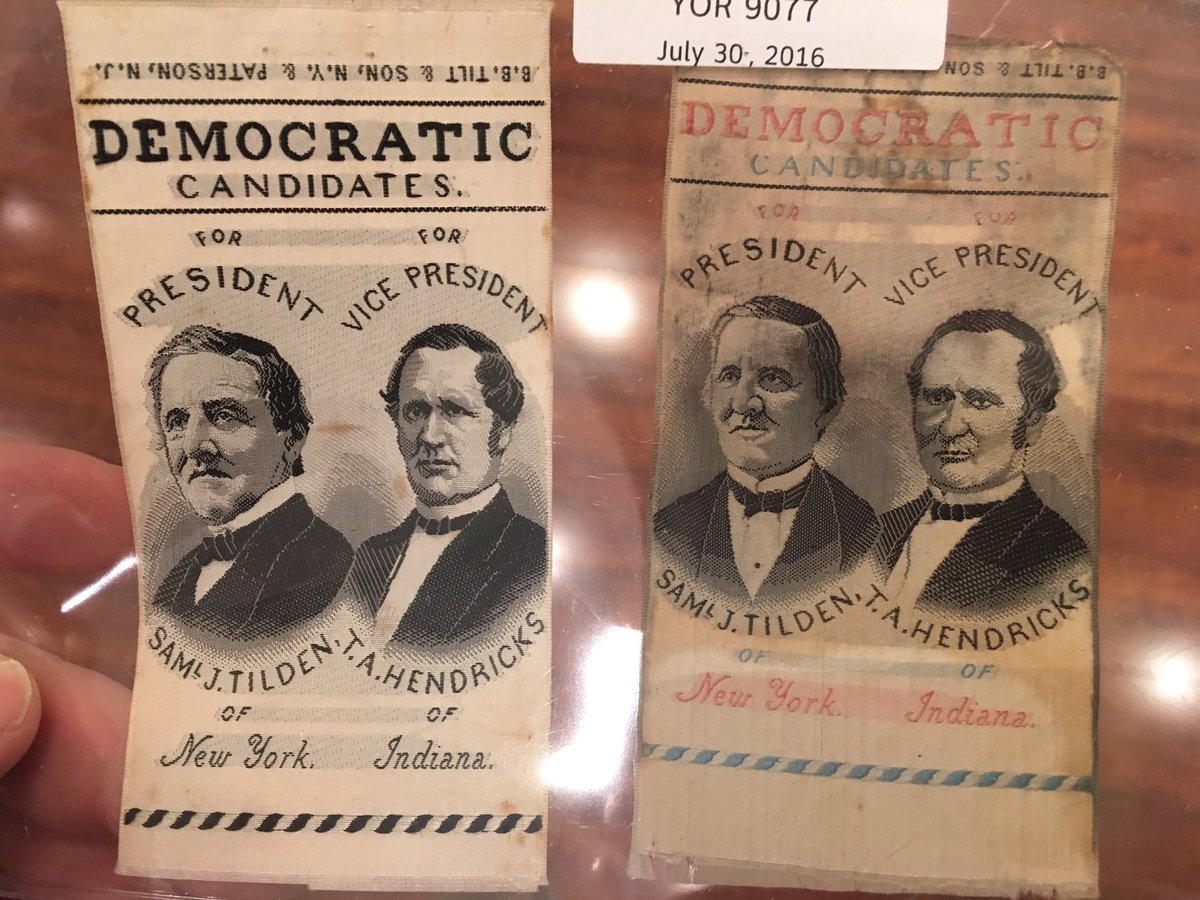 YOR 9077
July 30, 2016
B.B. TILT & SON, N.Y. & PATERSON, N.J.
DEMOCRATIC
CANDIDATES.
FOR FOR
PRESIDENT VICE PRESIDENT
SAML J. TILDEN, T. A. HENDRICKS
OF OF
New York. Indiana.
B.B. TILT & SON
DEMOCRATIC
CANDIDATES.
FOR FOR
PRESIDENT VICE PRESIDENT
SAML J. TILDEN, T. A. HENDRICKS
OF OF
New York. Indiana.